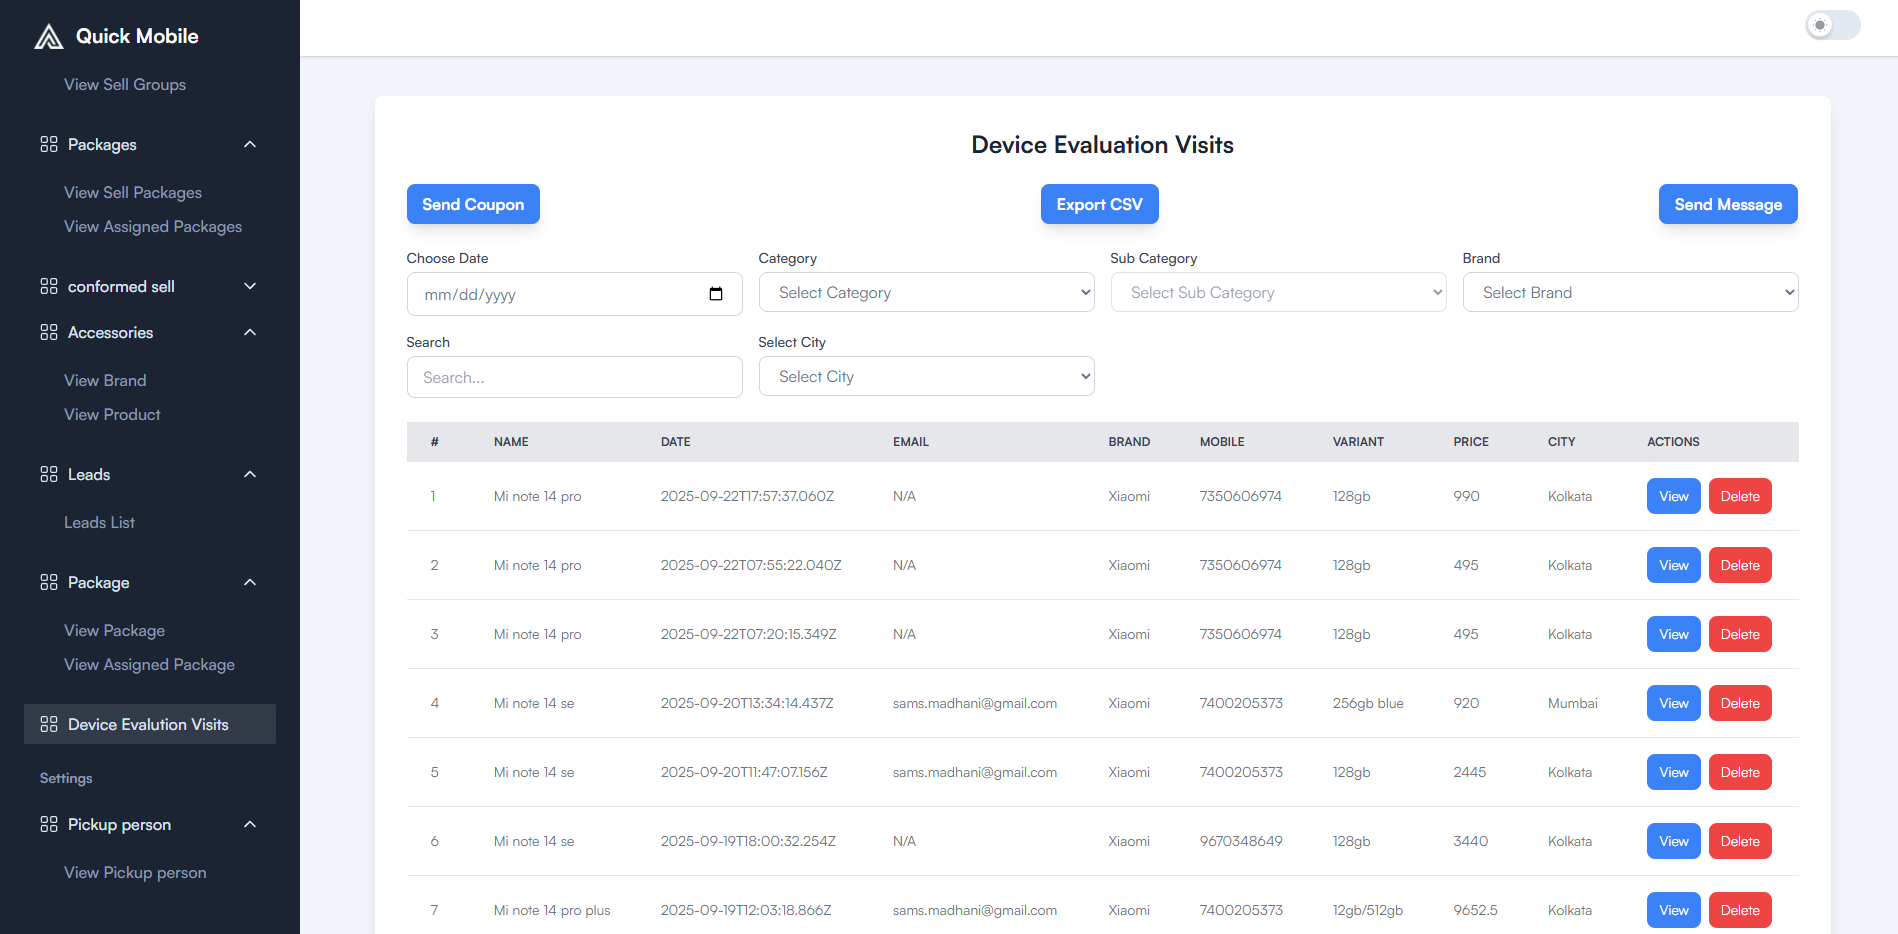 Quick Mobile
View Sell Groups
Packages
View Sell Packages
View Assigned Packages
conformed sell
Accessories
View Brand
View Product
Leads
Leads List
Package
View Package
View Assigned Package
Device Evalution Visits
Settings
Pickup person
View Pickup person
Device Evaluation Visits
Send Coupon Export CSV Send Message
Choose Date Category Sub Category Brand
mm/dd/yyyy Select Category Select Sub Category Select Brand
Search Select City
Search... Select City
# NAME DATE EMAIL BRAND MOBILE VARIANT PRICE CITY ACTIONS
1 Mi note 14 pro 2025-09-22T17:57:37.060Z N/A Xiaomi 7350606974 128gb 990 Kolkata View Delete
2 Mi note 14 pro 2025-09-22T07:55:22.040Z N/A Xiaomi 7350606974 128gb 495 Kolkata View Delete
3 Mi note 14 pro 2025-09-22T07:20:15.349Z N/A Xiaomi 7350606974 128gb 495 Kolkata View Delete
4 Mi note 14 se 2025-09-20T13:34:14.437Z sams.madhani@gmail.com Xiaomi 7400205373 256gb blue 920 Mumbai View Delete
5 Mi note 14 se 2025-09-20T11:47:07.156Z sams.madhani@gmail.com Xiaomi 7400205373 128gb 2445 Kolkata View Delete
6 Mi note 14 se 2025-09-19T18:00:32.254Z N/A Xiaomi 9670348649 128gb 3440 Kolkata View Delete
7 Mi note 14 pro plus 2025-09-19T12:03:18.866Z sams.madhani@gmail.com Xiaomi 7400205373 12gb/512gb 9652.5 Kolkata View Delete